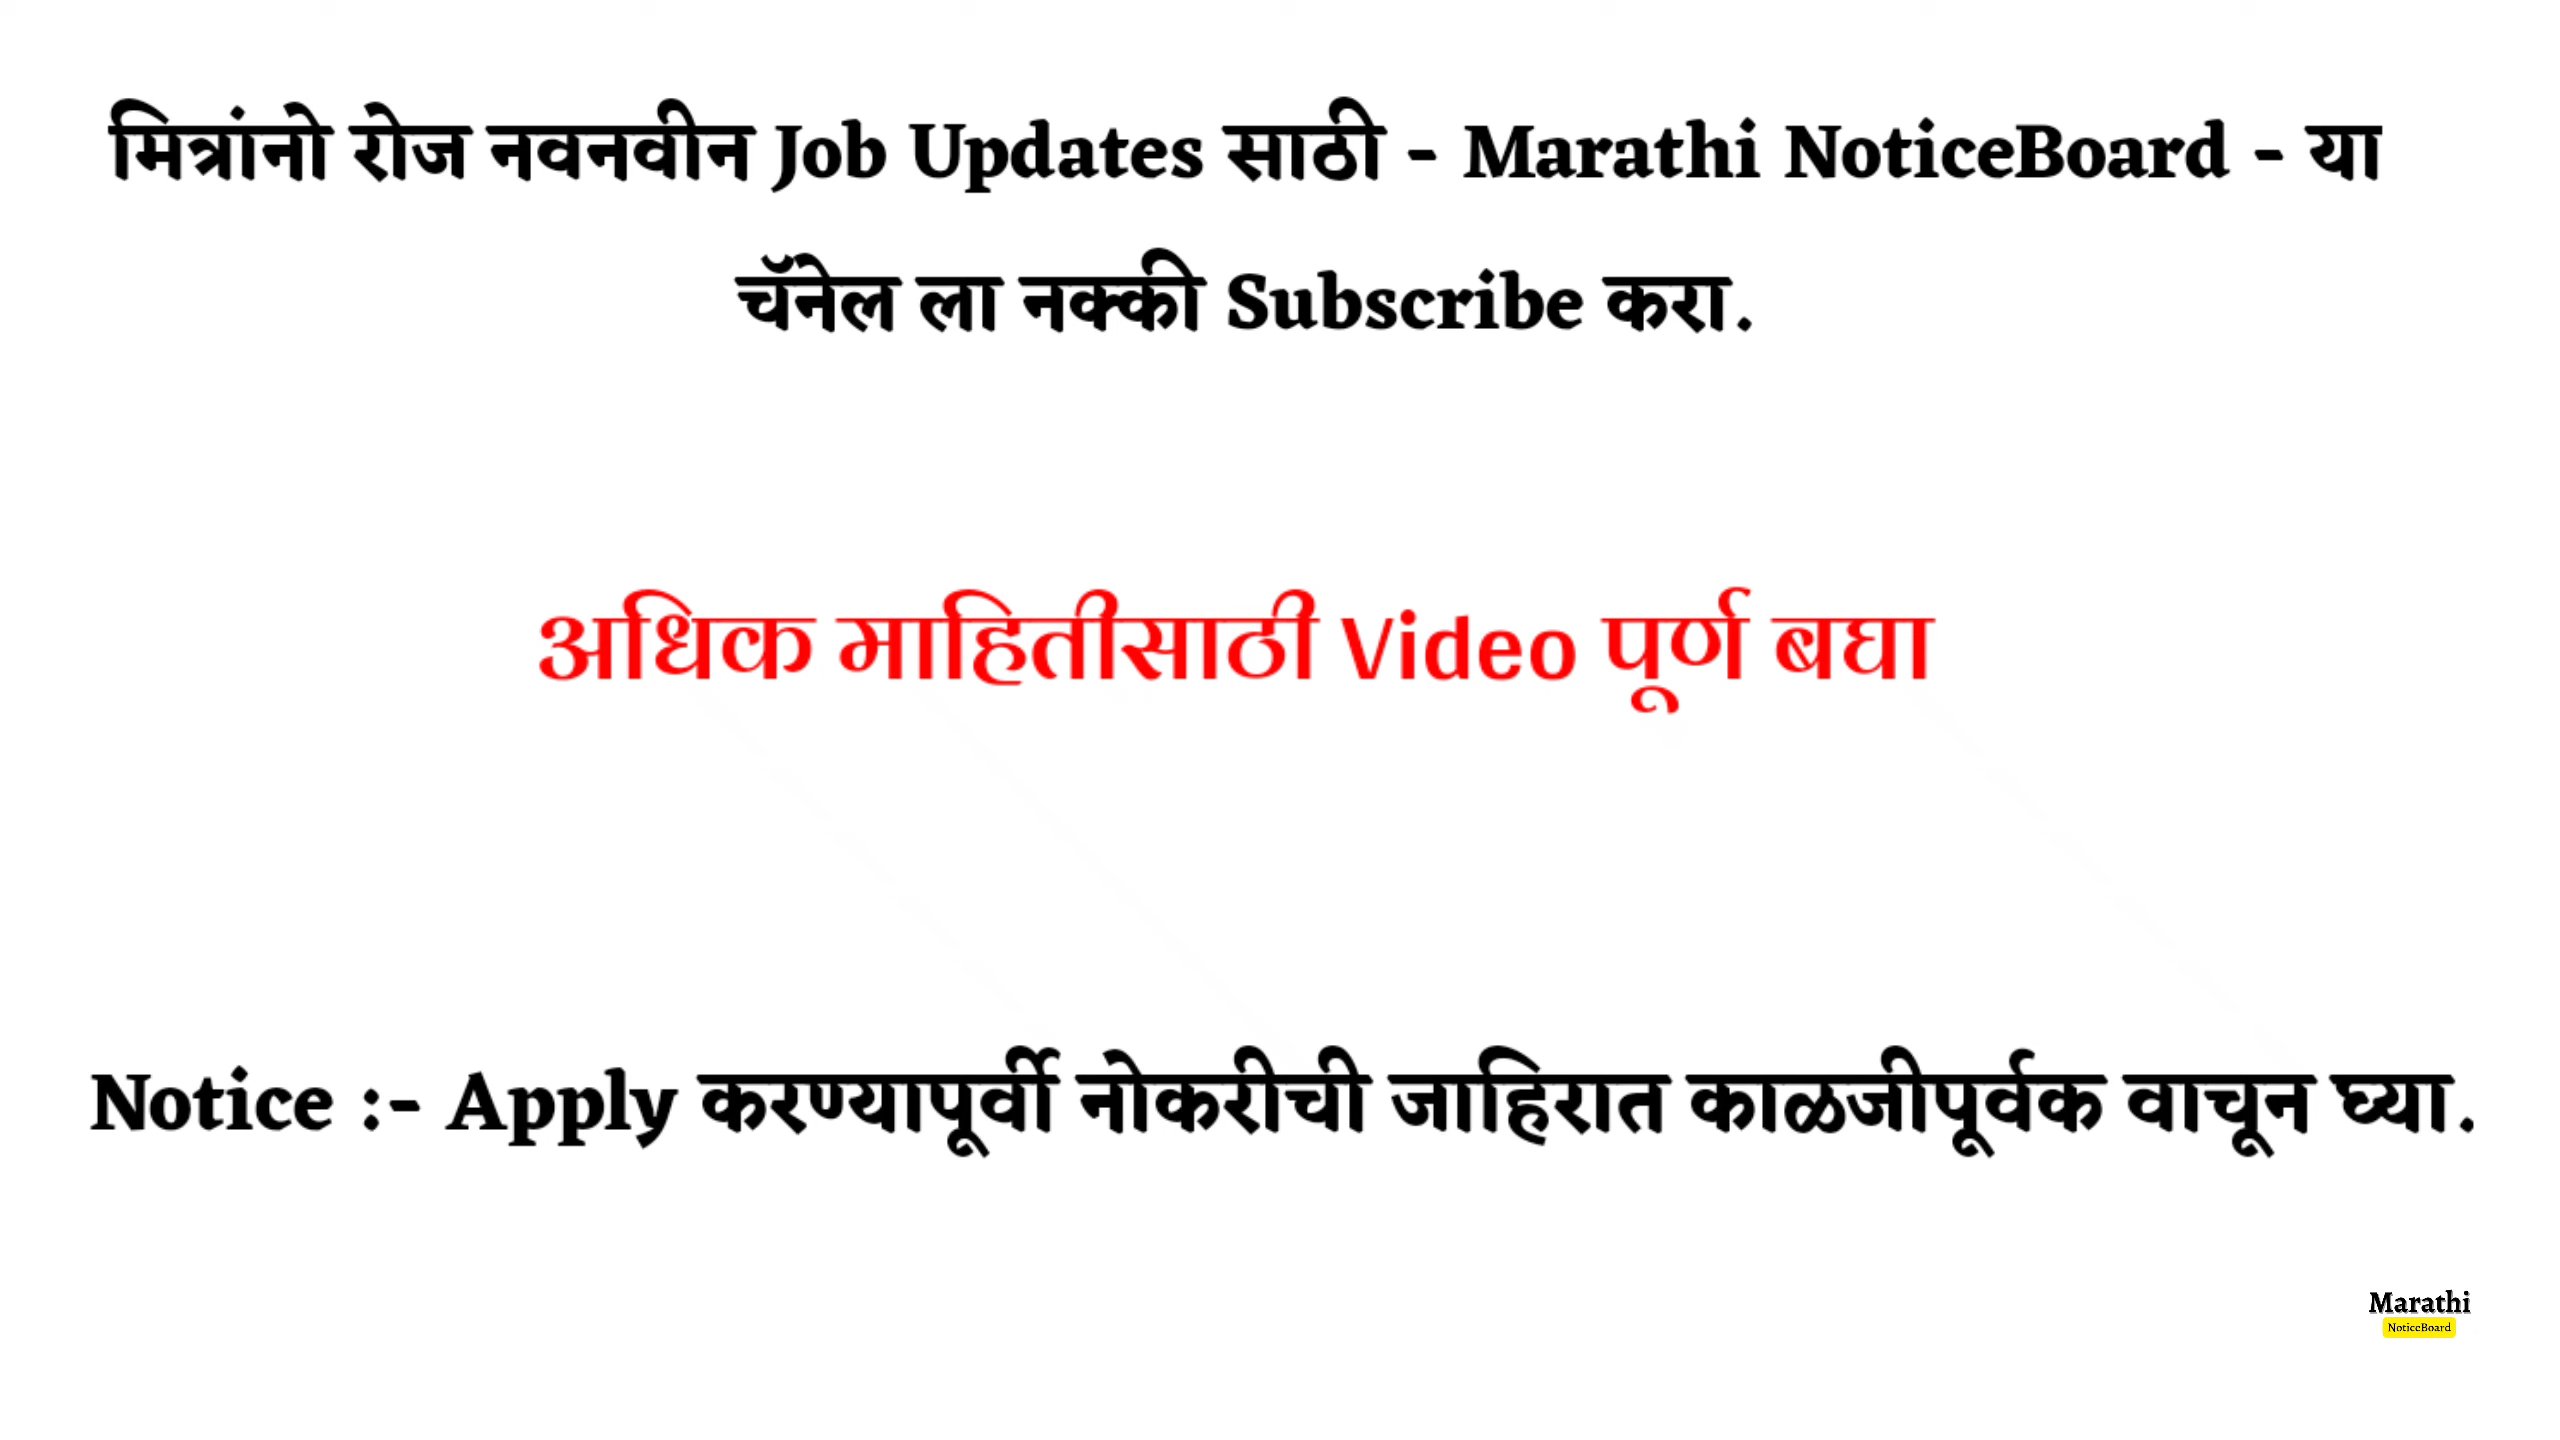 मित्रांनो रोज नवनवीन Job Updates साठी - Marathi NoticeBoard - या
चॅनेल ला नक्की Subscribe करा.
अधिक माहितीसाठी Video पूर्ण बघा
Notice :- Apply करण्यापूर्वी नोकरीची जाहिरात काळजीपूर्वक वाचून घ्या.
Marathi
NoticeBoard